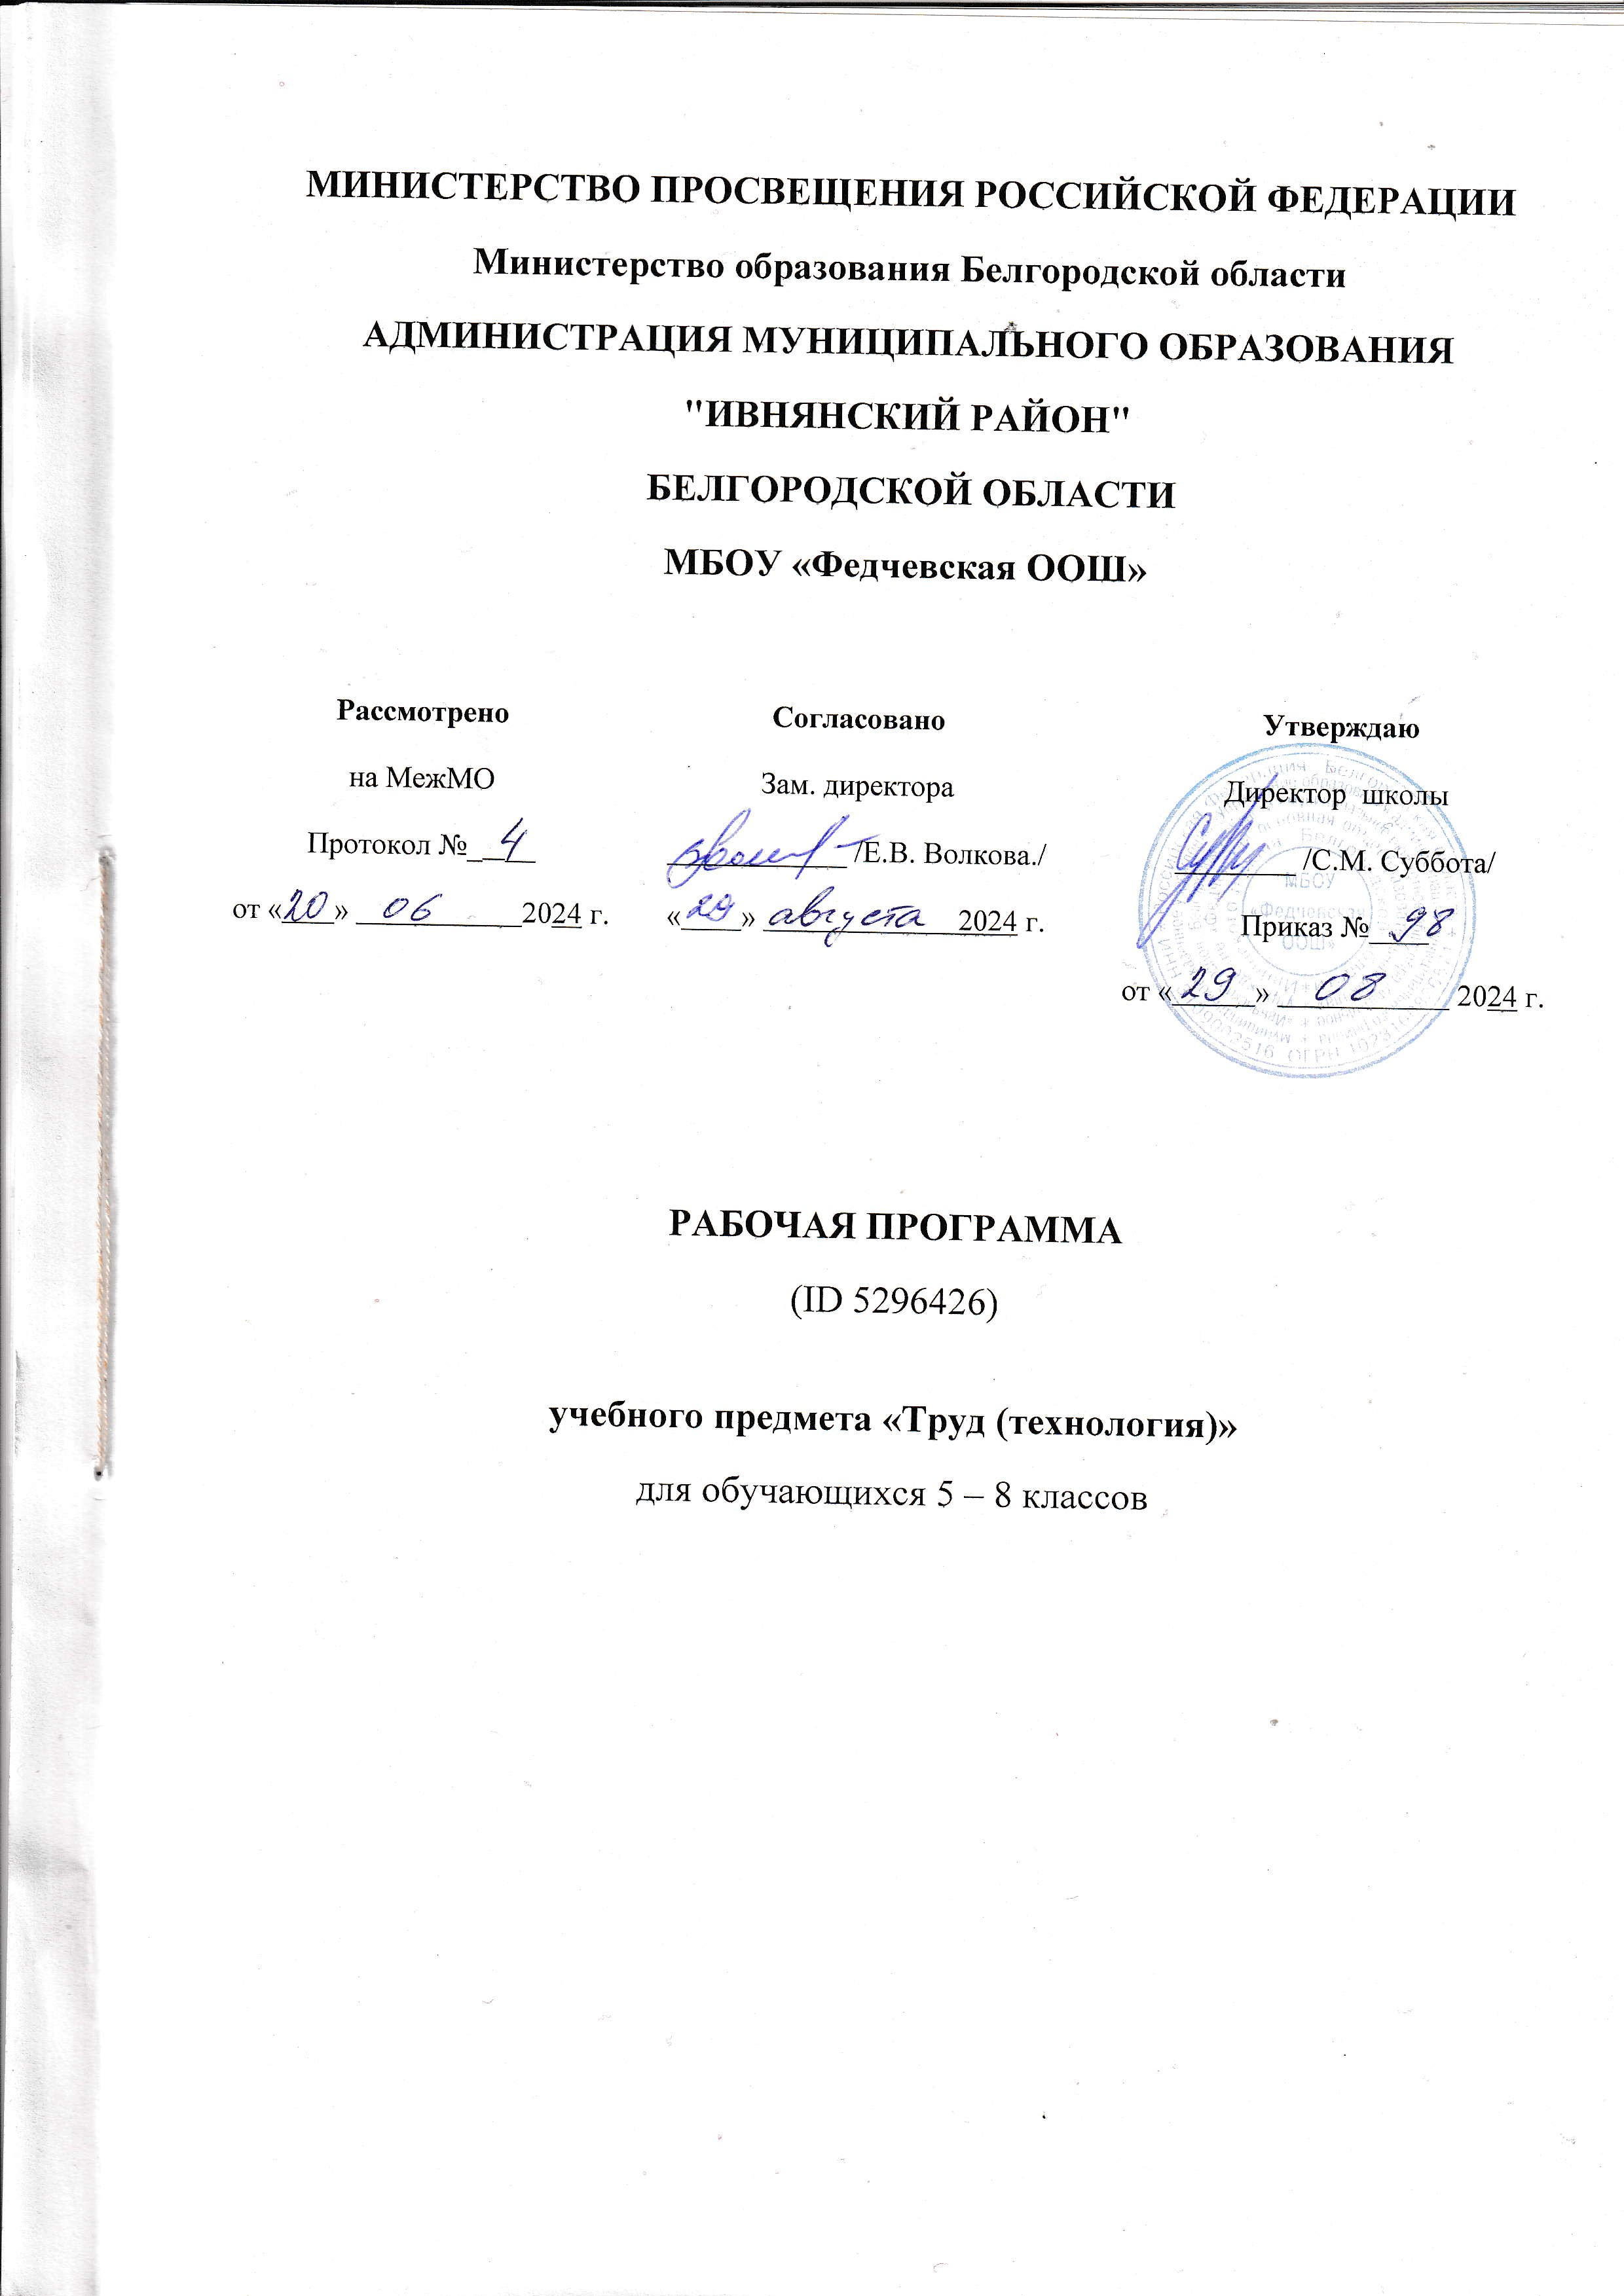 МИНИСТЕРСТВО ПРОСВЕЩЕНИЯ РОССИЙСКОЙ ФЕДЕРАЦИИ
Министерство образования Белгородской области
АДМИНИСТРАЦИЯ МУНИЦИПАЛЬНОГО ОБРАЗОВАНИЯ
"ИВНЯНСКИЙ РАЙОН"
БЕЛГОРОДСКОЙ ОБЛАСТИ
МБОУ «Федчевская ООШ»
Рассмотрено
на МежМО
Протокол № 4
от «20» 06 2024 г.
Согласовано
Зам. директора
/Е.В. Волкова./
«29» августа 2024 г.
Утверждаю
Директор школы
/С.М. Суббота/
Приказ № 98
от «29» 08 2024 г.
МБОУ
«Федчевская
ООШ»
РАБОЧАЯ ПРОГРАММА
(ID 5296426)
учебного предмета «Труд (технология)»
для обучающихся 5 – 8 классов